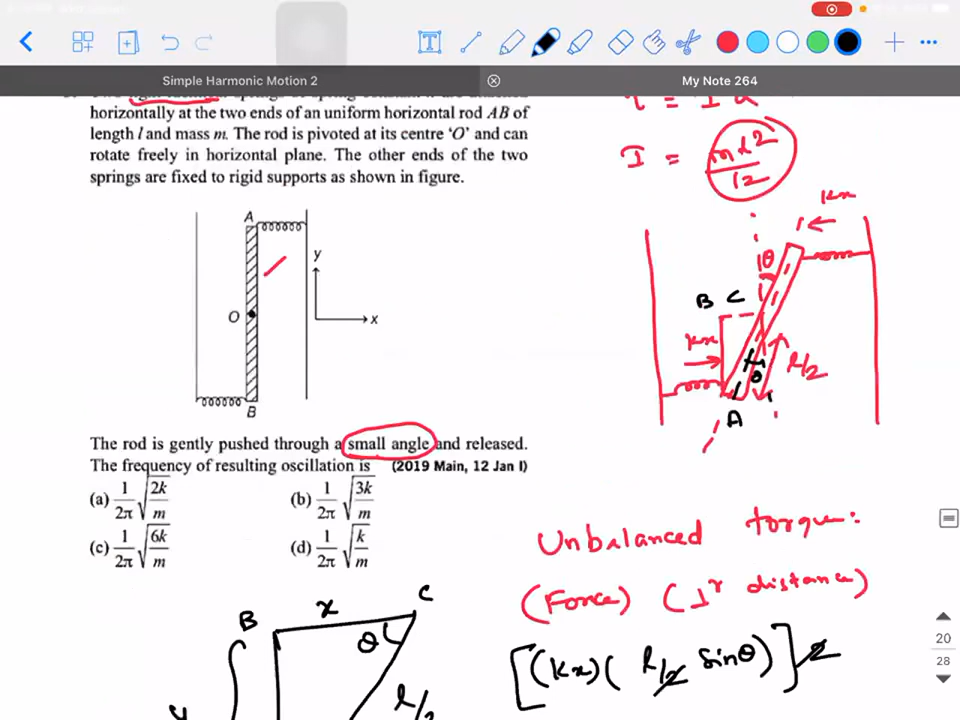 T
Simple Harmonic Motion 2
My Note 264
horizontally at the two ends of an uniform horizontal rod AB of
length l and mass m. The rod is pivoted at its centre 'O' and can
rotate freely in horizontal plane. The other ends of the two
springs are fixed to rigid supports as shown in figure.
A
y
O
x
B
The rod is gently pushed through a small angle and released.
The frequency of resulting oscillation is (2019 Main, 12 Jan I)
(a) 1/2π √(2k/m) (b) 1/2π √(3k/m)
(c) 1/2π √(6k/m) (d) 1/2π √(k/m)
τ = I α
I = ml²/12
kx
θ
B C
kx
l/2
θ
A
Unbalanced torque:
(Force) (⊥r distance)
[(kx)( l/2 sinθ)] 2
B x C
θ
l/
y
20
28